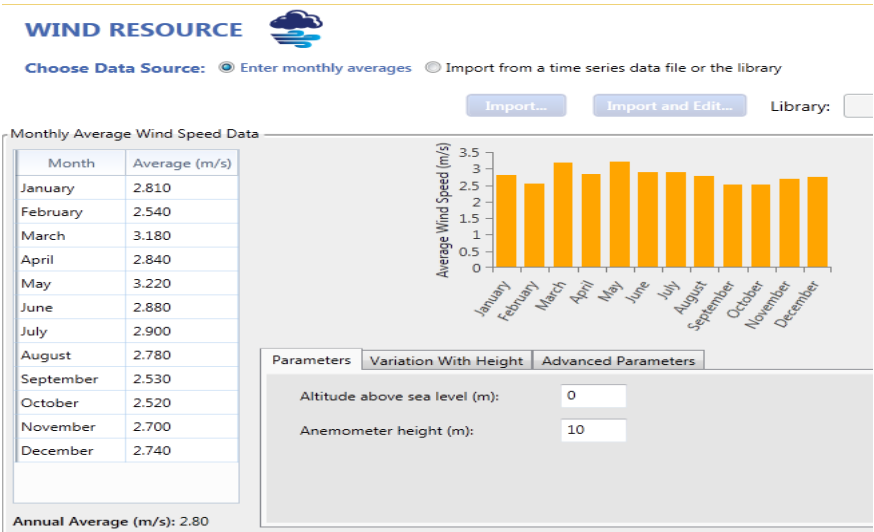 WIND RESOURCE
Choose Data Source: Enter monthly averages Import from a time series data file or the library
Import... Import and Edit... Library:
Monthly Average Wind Speed Data
Month Average (m/s)
January 2.810
February 2.540
March 3.180
April 2.840
May 3.220
June 2.880
July 2.900
August 2.780
September 2.530
October 2.520
November 2.700
December 2.740
Annual Average (m/s): 2.80
Average Wind Speed (m/s)
3.5
3
2.5
2
1.5
1
0.5
0
January February March April May June July August September October November December
Parameters Variation With Height Advanced Parameters
Altitude above sea level (m): 0
Anemometer height (m): 10